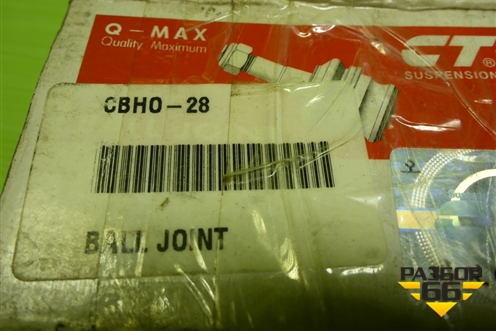 Q-MAX
Quality Maximum
CT
®
SUSPENSION
CBHO-28
BALL JOINT
РАЗБОР
66